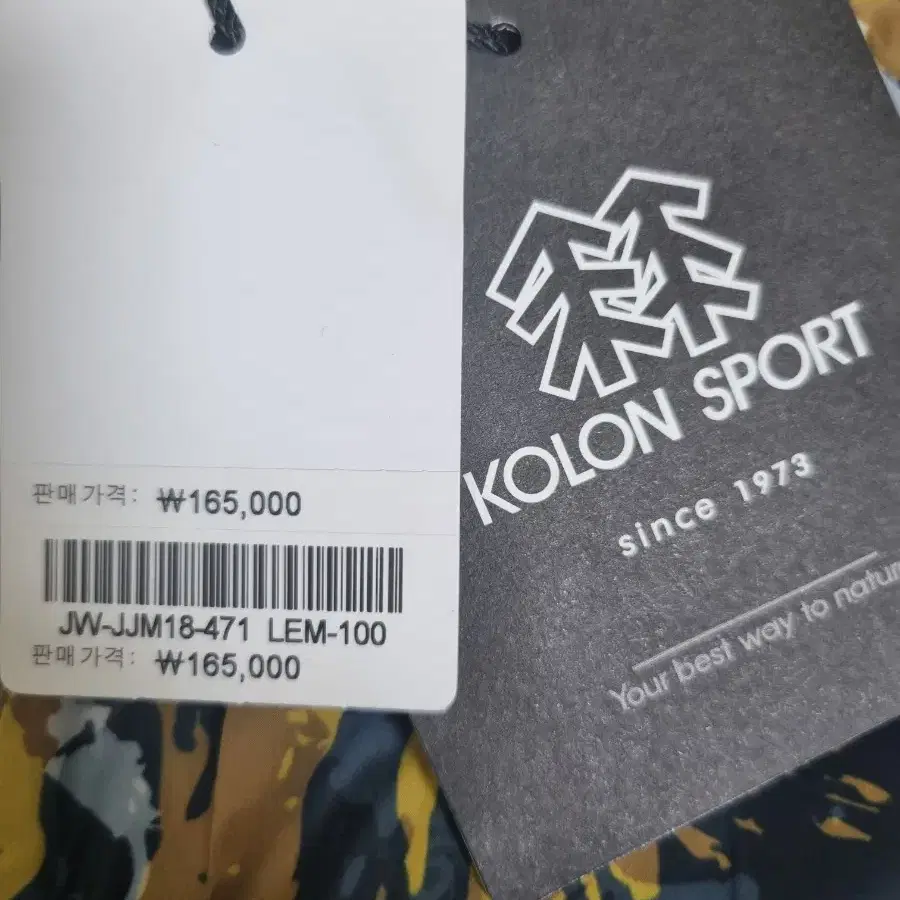 판매가격: ₩165,000
JW-JJM18-471 LEM-100
판매가격: ₩165,000
KOLON SPORT
since 1973
Your best way to natur